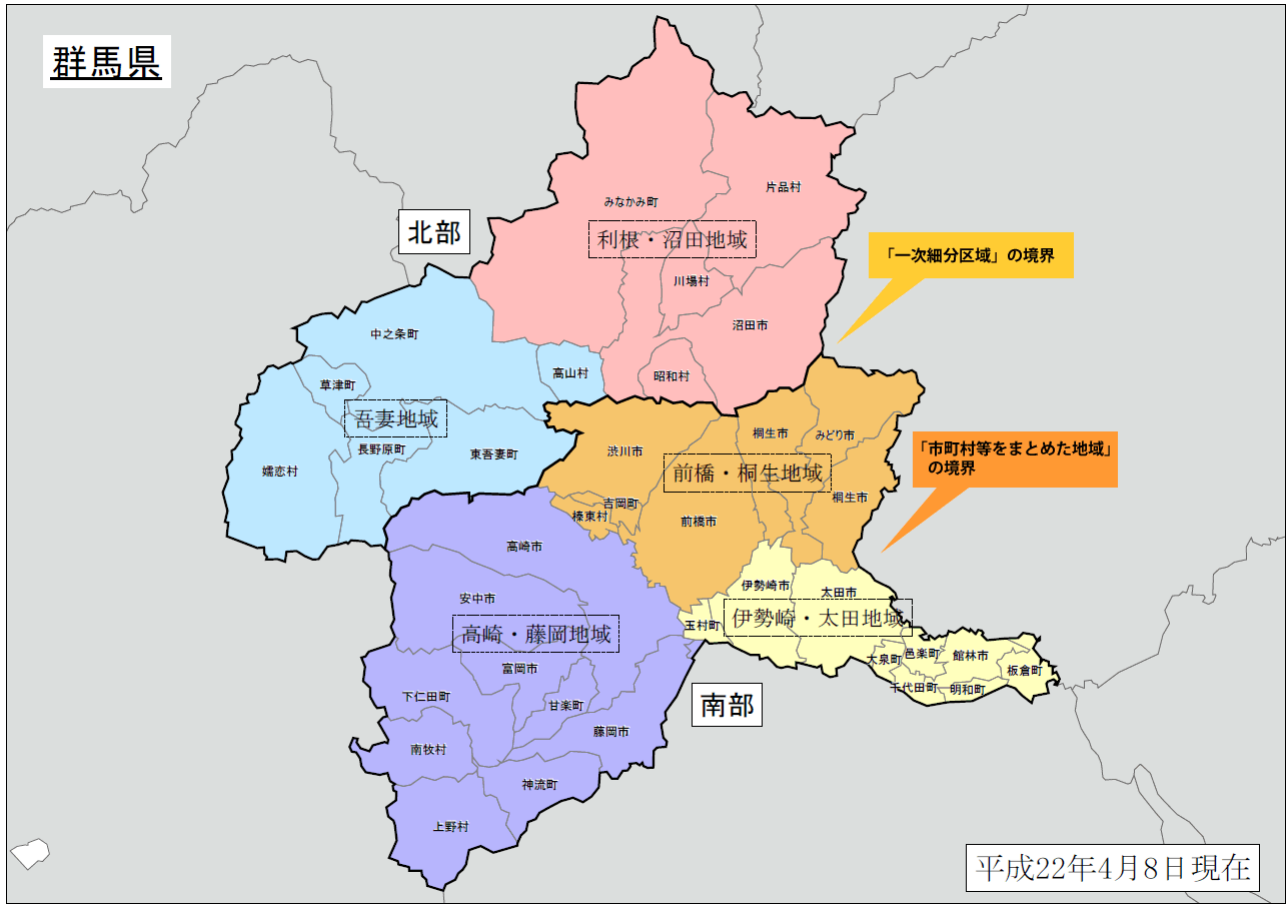 群馬県
北部
みなかみ町
片品村
利根・沼田地域
川場村
沼田市
昭和村
「一次細分区域」の境界
中之条町
高山村
草津町
吾妻地域
長野原町
東吾妻町
嬬恋村
「市町村等をまとめた地域」
の境界
桐生市
みどり市
渋川市
前橋・桐生地域
桐生市
吉岡町
榛東村
前橋市
高崎市
安中市
高崎・藤岡地域
富岡市
下仁田町
甘楽町
藤岡市
南牧村
神流町
上野村
伊勢崎市
太田市
伊勢崎・太田地域
玉村町
大泉町
邑楽町
館林市
板倉町
千代田町
明和町
南部
平成22年4月8日現在